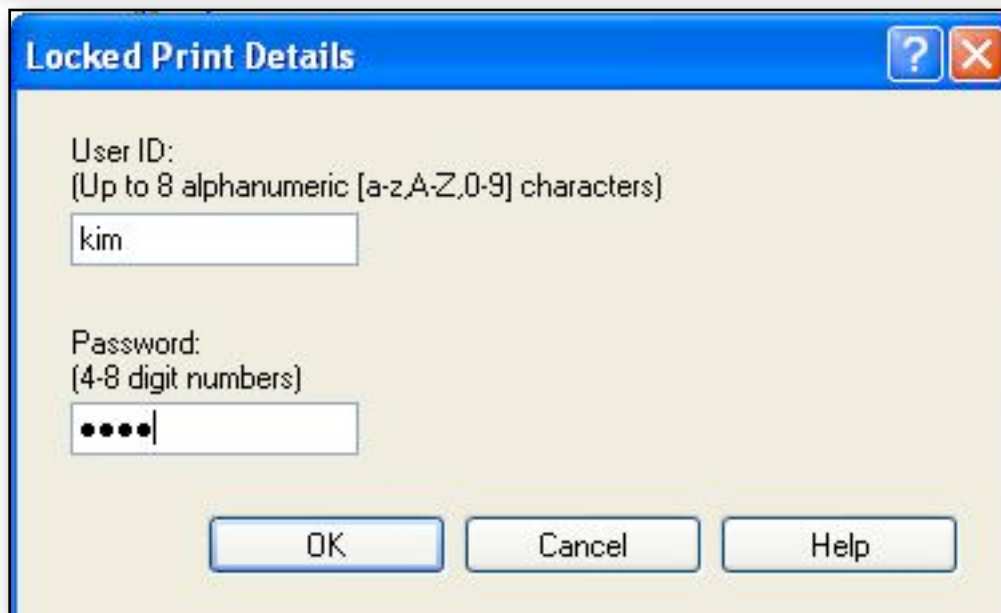 Locked Print Details
User ID:
(Up to 8 alphanumeric [a-z,A-Z,0-9] characters)
kim
Password:
(4-8 digit numbers)
●●●●
OK Cancel Help